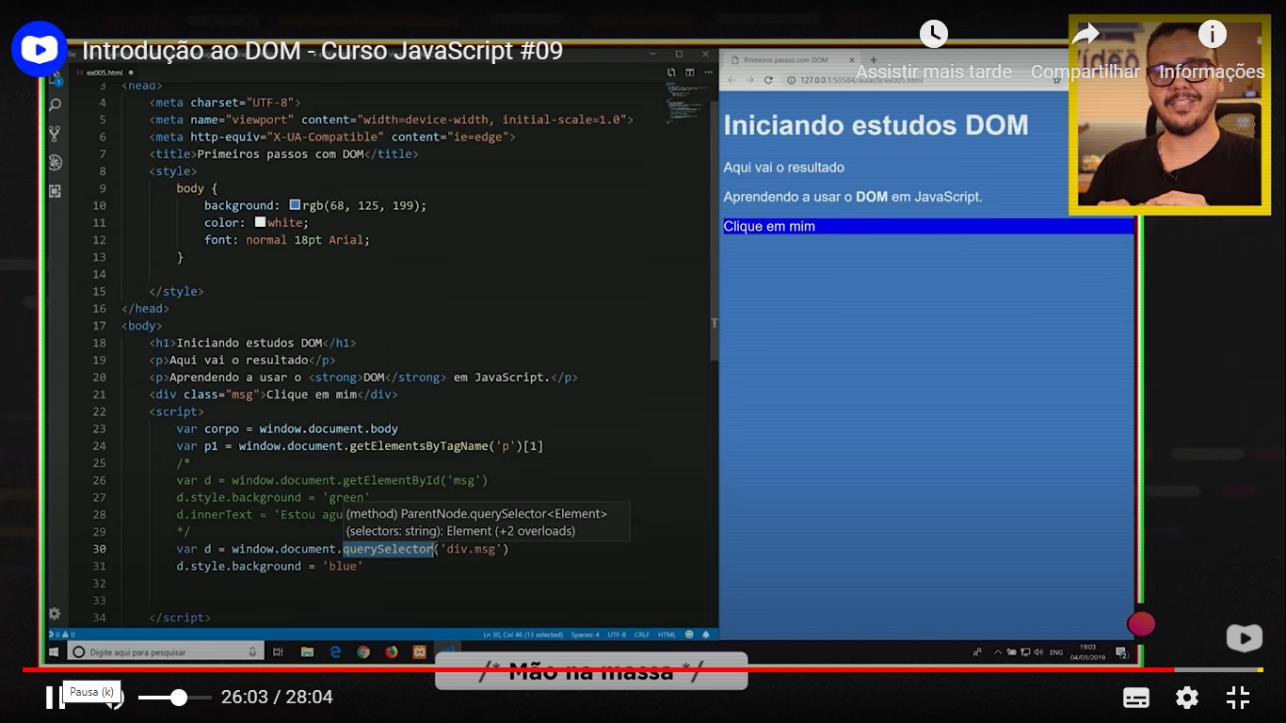 Introdução ao DOM - Curso JavaScript #09
Assistir mais tarde
Compartilhar
Informações
ex005.html
3 <head>
4 <meta charset="UTF-8">
5 <meta name="viewport" content="width=device-width, initial-scale=1.0">
6 <meta http-equiv="X-UA-Compatible" content="ie=edge">
7 <title>Primeiros passos com DOM</title>
8 <style>
9 body {
10 background: rgb(68, 125, 199);
11 color: white;
12 font: normal 18pt Arial;
13 }
14
15 </style>
16 </head>
17 <body>
18 <h1>Iniciando estudos DOM</h1>
19 <p>Aqui vai o resultado</p>
20 <p>Aprendendo a usar o <strong>DOM</strong> em JavaScript.</p>
21 <div class="msg">Clique em mim</div>
22 <script>
23 var corpo = window.document.body
24 var p1 = window.document.getElementsByTagName('p')[1]
25 /*
26 var d = window.document.getElementById('msg')
27 d.style.background = 'green'
28 d.innerText = 'Estou agu
(method) ParentNode.querySelector<Element>
(selectors: string): Element (+2 overloads)
29 */
30 var d = window.document.querySelector('div.msg')
31 d.style.background = 'blue'
32
33
34 </script>
Ln 30, Col 46 (13 selected) Spaces: 4 UTF-8 CRLF HTML
Primeiros passos com DOM
127.0.0.1:50584/aula09/ex005.html
Iniciando estudos DOM
Aqui vai o resultado
Aprendendo a usar o DOM em JavaScript.
Clique em mim
vídeo
Digite aqui para pesquisar
ENG
19:03
04/03/2019
/* Mão na massa */
Pausa (k)
26:03 / 28:04